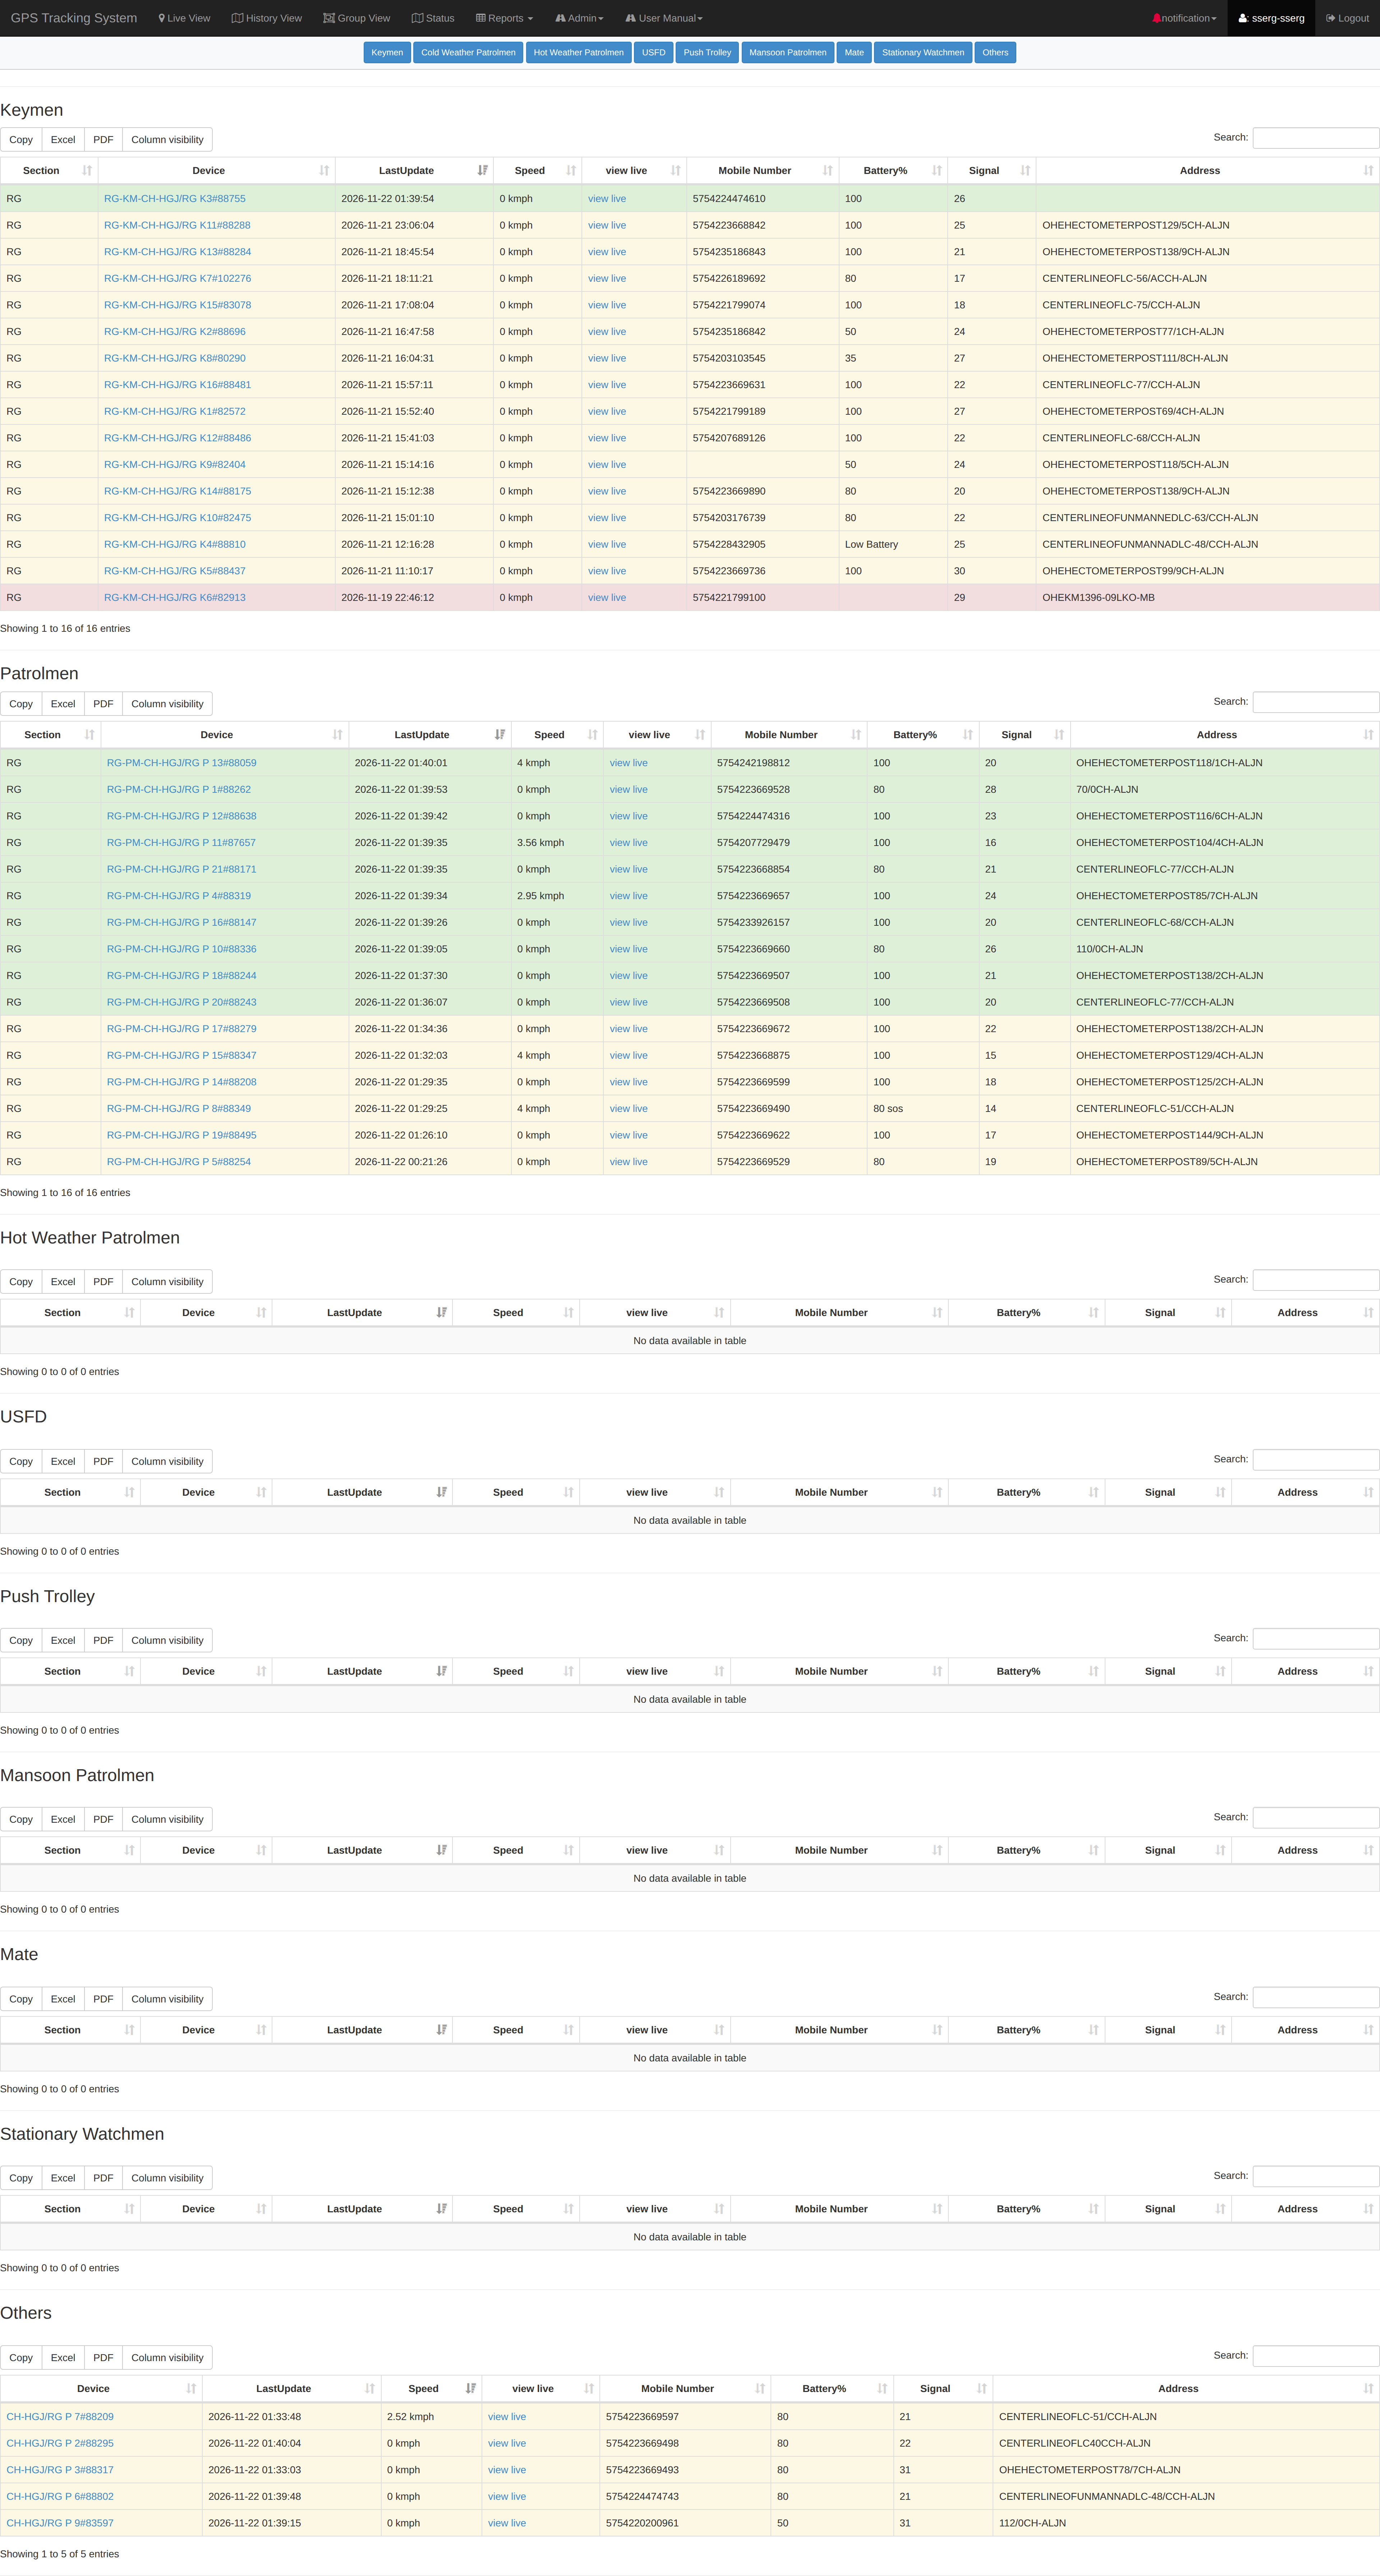 GPS Tracking System Live View History View Group View Status Reports Admin User Manual notification : sserg-sserg Logout
Keymen Cold Weather Patrolmen Hot Weather Patrolmen USFD Push Trolley Mansoon Patrolmen Mate Stationary Watchmen Others
Keymen
Copy Excel PDF Column visibility Search:
Section Device LastUpdate Speed view live Mobile Number Battery% Signal Address
RG RG-KM-CH-HGJ/RG K3#88755 2026-11-22 01:39:54 0 kmph view live 5754224474610 100 26
RG RG-KM-CH-HGJ/RG K11#88288 2026-11-21 23:06:04 0 kmph view live 5754223668842 100 25 OHEHECTOMETERPOST129/5CH-ALJN
RG RG-KM-CH-HGJ/RG K13#88284 2026-11-21 18:45:54 0 kmph view live 5754235186843 100 21 OHEHECTOMETERPOST138/9CH-ALJN
RG RG-KM-CH-HGJ/RG K7#102276 2026-11-21 18:11:21 0 kmph view live 5754226189692 80 17 CENTERLINEOFLC-56/ACCH-ALJN
RG RG-KM-CH-HGJ/RG K15#83078 2026-11-21 17:08:04 0 kmph view live 5754221799074 100 18 CENTERLINEOFLC-75/CCH-ALJN
RG RG-KM-CH-HGJ/RG K2#88696 2026-11-21 16:47:58 0 kmph view live 5754235186842 50 24 OHEHECTOMETERPOST77/1CH-ALJN
RG RG-KM-CH-HGJ/RG K8#80290 2026-11-21 16:04:31 0 kmph view live 5754203103545 35 27 OHEHECTOMETERPOST111/8CH-ALJN
RG RG-KM-CH-HGJ/RG K16#88481 2026-11-21 15:57:11 0 kmph view live 5754223669631 100 22 CENTERLINEOFLC-77/CCH-ALJN
RG RG-KM-CH-HGJ/RG K1#82572 2026-11-21 15:52:40 0 kmph view live 5754221799189 100 27 OHEHECTOMETERPOST69/4CH-ALJN
RG RG-KM-CH-HGJ/RG K12#88486 2026-11-21 15:41:03 0 kmph view live 5754207689126 100 22 CENTERLINEOFLC-68/CCH-ALJN
RG RG-KM-CH-HGJ/RG K9#82404 2026-11-21 15:14:16 0 kmph view live 50 24 OHEHECTOMETERPOST118/5CH-ALJN
RG RG-KM-CH-HGJ/RG K14#88175 2026-11-21 15:12:38 0 kmph view live 5754223669890 80 20 OHEHECTOMETERPOST138/9CH-ALJN
RG RG-KM-CH-HGJ/RG K10#82475 2026-11-21 15:01:10 0 kmph view live 5754203176739 80 22 CENTERLINEOFUNMANNEDLC-63/CCH-ALJN
RG RG-KM-CH-HGJ/RG K4#88810 2026-11-21 12:16:28 0 kmph view live 5754228432905 Low Battery 25 CENTERLINEOFUNMANNADLC-48/CCH-ALJN
RG RG-KM-CH-HGJ/RG K5#88437 2026-11-21 11:10:17 0 kmph view live 5754223669736 100 30 OHEHECTOMETERPOST99/9CH-ALJN
RG RG-KM-CH-HGJ/RG K6#82913 2026-11-19 22:46:12 0 kmph view live 5754221799100 29 OHEKM1396-09LKO-MB
Showing 1 to 16 of 16 entries
Patrolmen
Copy Excel PDF Column visibility Search:
Section Device LastUpdate Speed view live Mobile Number Battery% Signal Address
RG RG-PM-CH-HGJ/RG P 13#88059 2026-11-22 01:40:01 4 kmph view live 5754242198812 100 20 OHEHECTOMETERPOST118/1CH-ALJN
RG RG-PM-CH-HGJ/RG P 1#88262 2026-11-22 01:39:53 0 kmph view live 5754223669528 80 28 70/0CH-ALJN
RG RG-PM-CH-HGJ/RG P 12#88638 2026-11-22 01:39:42 0 kmph view live 5754224474316 100 23 OHEHECTOMETERPOST116/6CH-ALJN
RG RG-PM-CH-HGJ/RG P 11#87657 2026-11-22 01:39:35 3.56 kmph view live 5754207729479 100 16 OHEHECTOMETERPOST104/4CH-ALJN
RG RG-PM-CH-HGJ/RG P 21#88171 2026-11-22 01:39:35 0 kmph view live 5754223668854 80 21 CENTERLINEOFLC-77/CCH-ALJN
RG RG-PM-CH-HGJ/RG P 4#88319 2026-11-22 01:39:34 2.95 kmph view live 5754223669657 100 24 OHEHECTOMETERPOST85/7CH-ALJN
RG RG-PM-CH-HGJ/RG P 16#88147 2026-11-22 01:39:26 0 kmph view live 5754233926157 100 20 CENTERLINEOFLC-68/CCH-ALJN
RG RG-PM-CH-HGJ/RG P 10#88336 2026-11-22 01:39:05 0 kmph view live 5754223669660 80 26 110/0CH-ALJN
RG RG-PM-CH-HGJ/RG P 18#88244 2026-11-22 01:37:30 0 kmph view live 5754223669507 100 21 OHEHECTOMETERPOST138/2CH-ALJN
RG RG-PM-CH-HGJ/RG P 20#88243 2026-11-22 01:36:07 0 kmph view live 5754223669508 100 20 CENTERLINEOFLC-77/CCH-ALJN
RG RG-PM-CH-HGJ/RG P 17#88279 2026-11-22 01:34:36 0 kmph view live 5754223669672 100 22 OHEHECTOMETERPOST138/2CH-ALJN
RG RG-PM-CH-HGJ/RG P 15#88347 2026-11-22 01:32:03 4 kmph view live 5754223668875 100 15 OHEHECTOMETERPOST129/4CH-ALJN
RG RG-PM-CH-HGJ/RG P 14#88208 2026-11-22 01:29:35 0 kmph view live 5754223669599 100 18 OHEHECTOMETERPOST125/2CH-ALJN
RG RG-PM-CH-HGJ/RG P 8#88349 2026-11-22 01:29:25 4 kmph view live 5754223669490 80 sos 14 CENTERLINEOFLC-51/CCH-ALJN
RG RG-PM-CH-HGJ/RG P 19#88495 2026-11-22 01:26:10 0 kmph view live 5754223669622 100 17 OHEHECTOMETERPOST144/9CH-ALJN
RG RG-PM-CH-HGJ/RG P 5#88254 2026-11-22 00:21:26 0 kmph view live 5754223669529 80 19 OHEHECTOMETERPOST89/5CH-ALJN
Showing 1 to 16 of 16 entries
Hot Weather Patrolmen
Copy Excel PDF Column visibility Search:
Section Device LastUpdate Speed view live Mobile Number Battery% Signal Address
No data available in table
Showing 0 to 0 of 0 entries
USFD
Copy Excel PDF Column visibility Search:
Section Device LastUpdate Speed view live Mobile Number Battery% Signal Address
No data available in table
Showing 0 to 0 of 0 entries
Push Trolley
Copy Excel PDF Column visibility Search:
Section Device LastUpdate Speed view live Mobile Number Battery% Signal Address
No data available in table
Showing 0 to 0 of 0 entries
Mansoon Patrolmen
Copy Excel PDF Column visibility Search:
Section Device LastUpdate Speed view live Mobile Number Battery% Signal Address
No data available in table
Showing 0 to 0 of 0 entries
Mate
Copy Excel PDF Column visibility Search:
Section Device LastUpdate Speed view live Mobile Number Battery% Signal Address
No data available in table
Showing 0 to 0 of 0 entries
Stationary Watchmen
Copy Excel PDF Column visibility Search:
Section Device LastUpdate Speed view live Mobile Number Battery% Signal Address
No data available in table
Showing 0 to 0 of 0 entries
Others
Copy Excel PDF Column visibility Search:
Device LastUpdate Speed view live Mobile Number Battery% Signal Address
CH-HGJ/RG P 7#88209 2026-11-22 01:33:48 2.52 kmph view live 5754223669597 80 21 CENTERLINEOFLC-51/CCH-ALJN
CH-HGJ/RG P 2#88295 2026-11-22 01:40:04 0 kmph view live 5754223669498 80 22 CENTERLINEOFLC40CCH-ALJN
CH-HGJ/RG P 3#88317 2026-11-22 01:33:03 0 kmph view live 5754223669493 80 31 OHEHECTOMETERPOST78/7CH-ALJN
CH-HGJ/RG P 6#88802 2026-11-22 01:39:48 0 kmph view live 5754224474743 80 21 CENTERLINEOFUNMANNADLC-48/CCH-ALJN
CH-HGJ/RG P 9#83597 2026-11-22 01:39:15 0 kmph view live 5754220200961 50 31 112/0CH-ALJN
Showing 1 to 5 of 5 entries